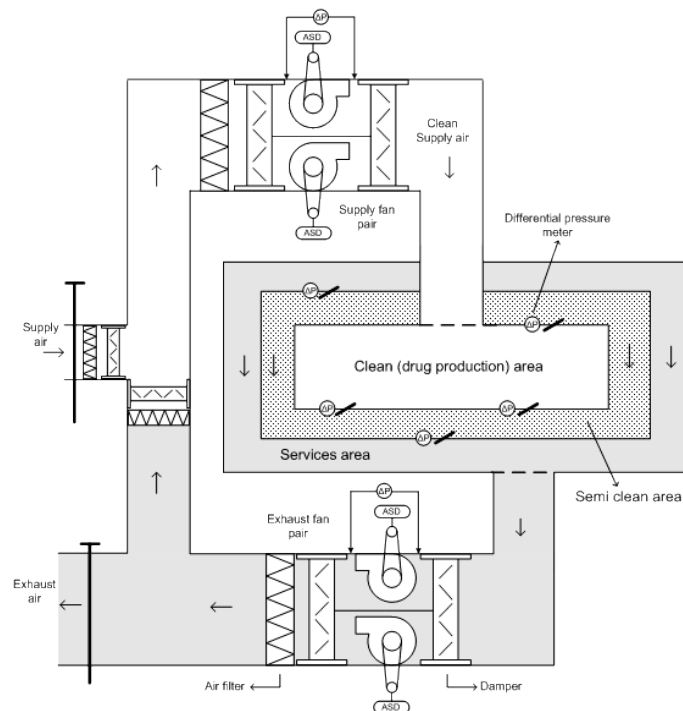 ΔP
ASD
Clean
Supply air
Supply fan
pair
ASD
Differential pressure
meter
ΔP
Supply
air
ΔP
Clean (drug production) area
ΔP
ΔP
ΔP
Services area
Semi clean area
ΔP
Exhaust fan
pair
ASD
Exhaust
air
Air filter
Damper
ASD